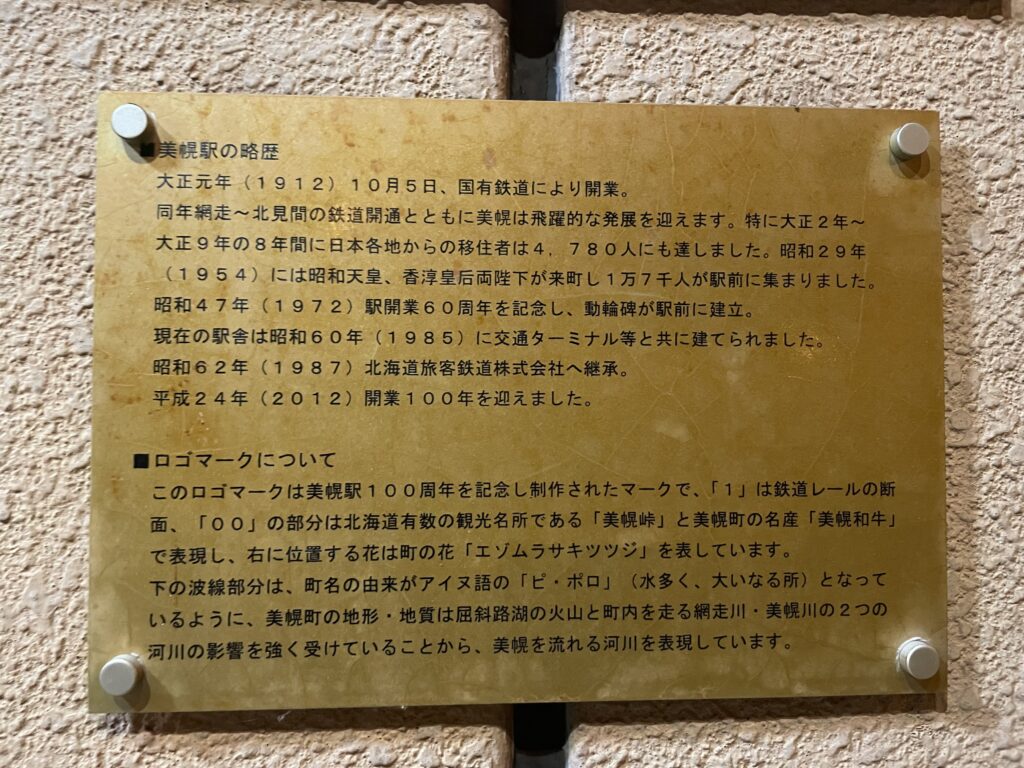 ■美幌駅の略歴
大正元年（１９１２）１０月５日、国有鉄道により開業。
同年網走～北見間の鉄道開通とともに美幌は飛躍的な発展を迎えます。特に大正２年～
大正９年の８年間に日本各地からの移住者は４，７８０人にも達しました。昭和２９年
（１９５４）には昭和天皇、香淳皇后両陛下が来町し１万７千人が駅前に集まりました。
昭和４７年（１９７２）駅開業６０周年を記念し、動輪碑が駅前に建立。
現在の駅舎は昭和６０年（１９８５）に交通ターミナル等と共に建てられました。
昭和６２年（１９８７）北海道旅客鉄道株式会社へ継承。
平成２４年（２０１２）開業１００年を迎えました。
■ロゴマークについて
このロゴマークは美幌駅１００周年を記念し制作されたマークで、「１」は鉄道レールの断
面、「００」の部分は北海道有数の観光名所である「美幌峠」と美幌町の名産「美幌和牛」
で表現し、右に位置する花は町の花「エゾムラサキツツジ」を表しています。
下の波線部分は、町名の由来がアイヌ語の「ピ・ポロ」（水多く、大いなる所）となって
いるように、美幌町の地形・地質は屈斜路湖の火山と町内を走る網走川・美幌川の２つの
河川の影響を強く受けていることから、美幌を流れる河川を表現しています。